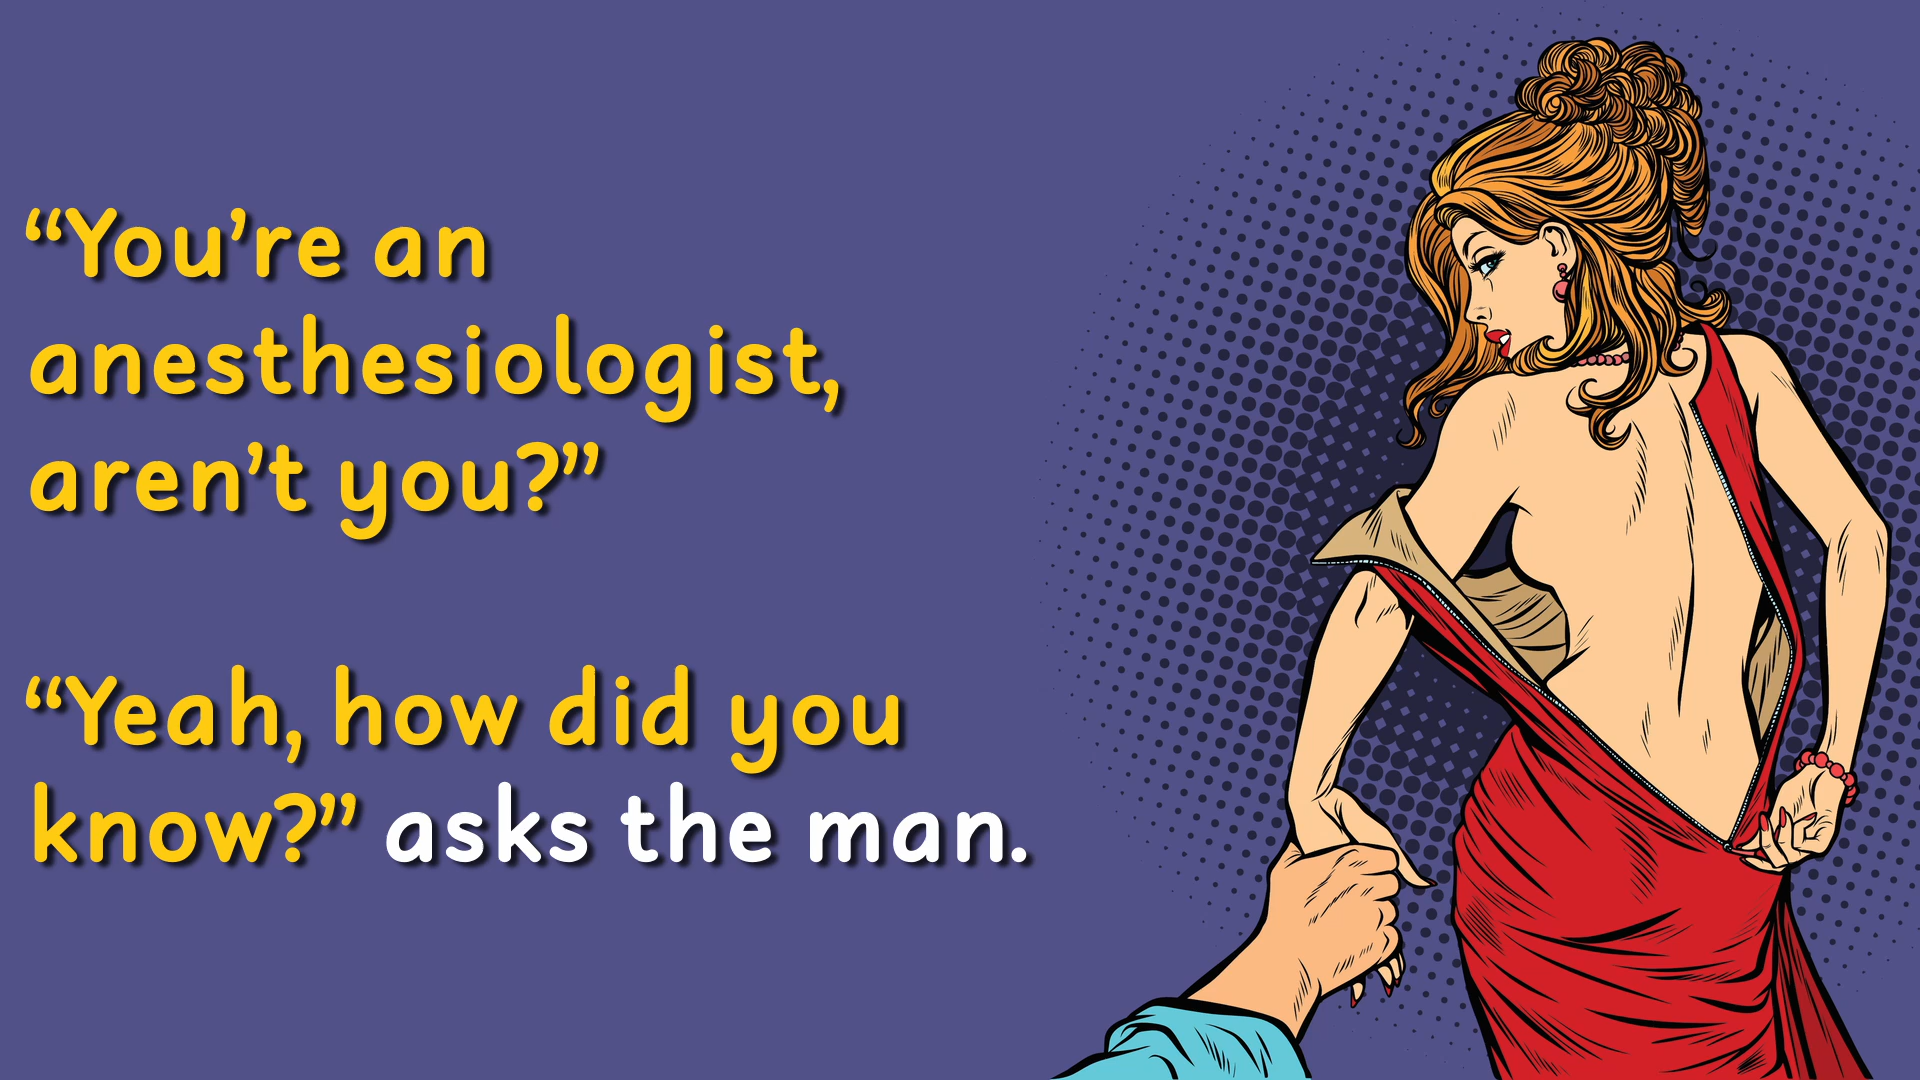 “You’re an
anesthesiologist,
aren’t you?”
“Yeah, how did you
know?” asks the man.